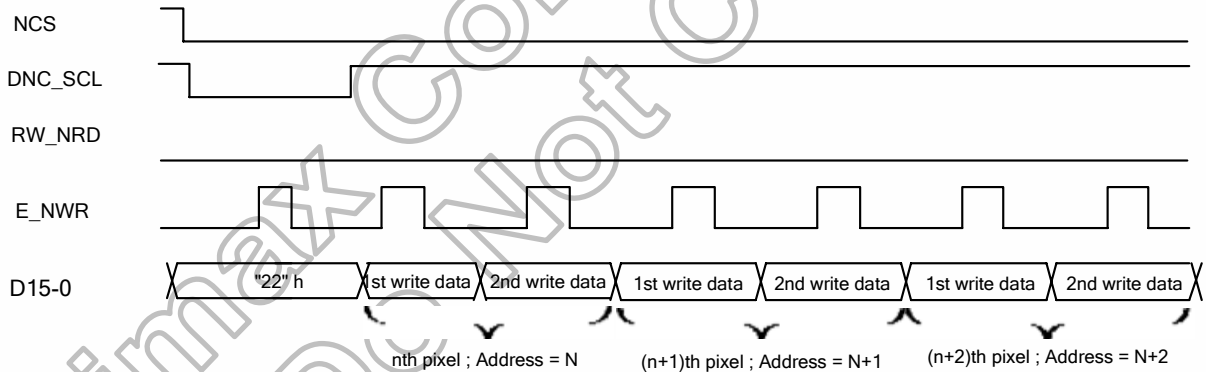 NCS
DNC_SCL
RW_NRD
E_NWR
D15-0 "22" h 1st write data 2nd write data 1st write data 2nd write data 1st write data 2nd write data
nth pixel ; Address = N (n+1)th pixel ; Address = N+1 (n+2)th pixel ; Address = N+2